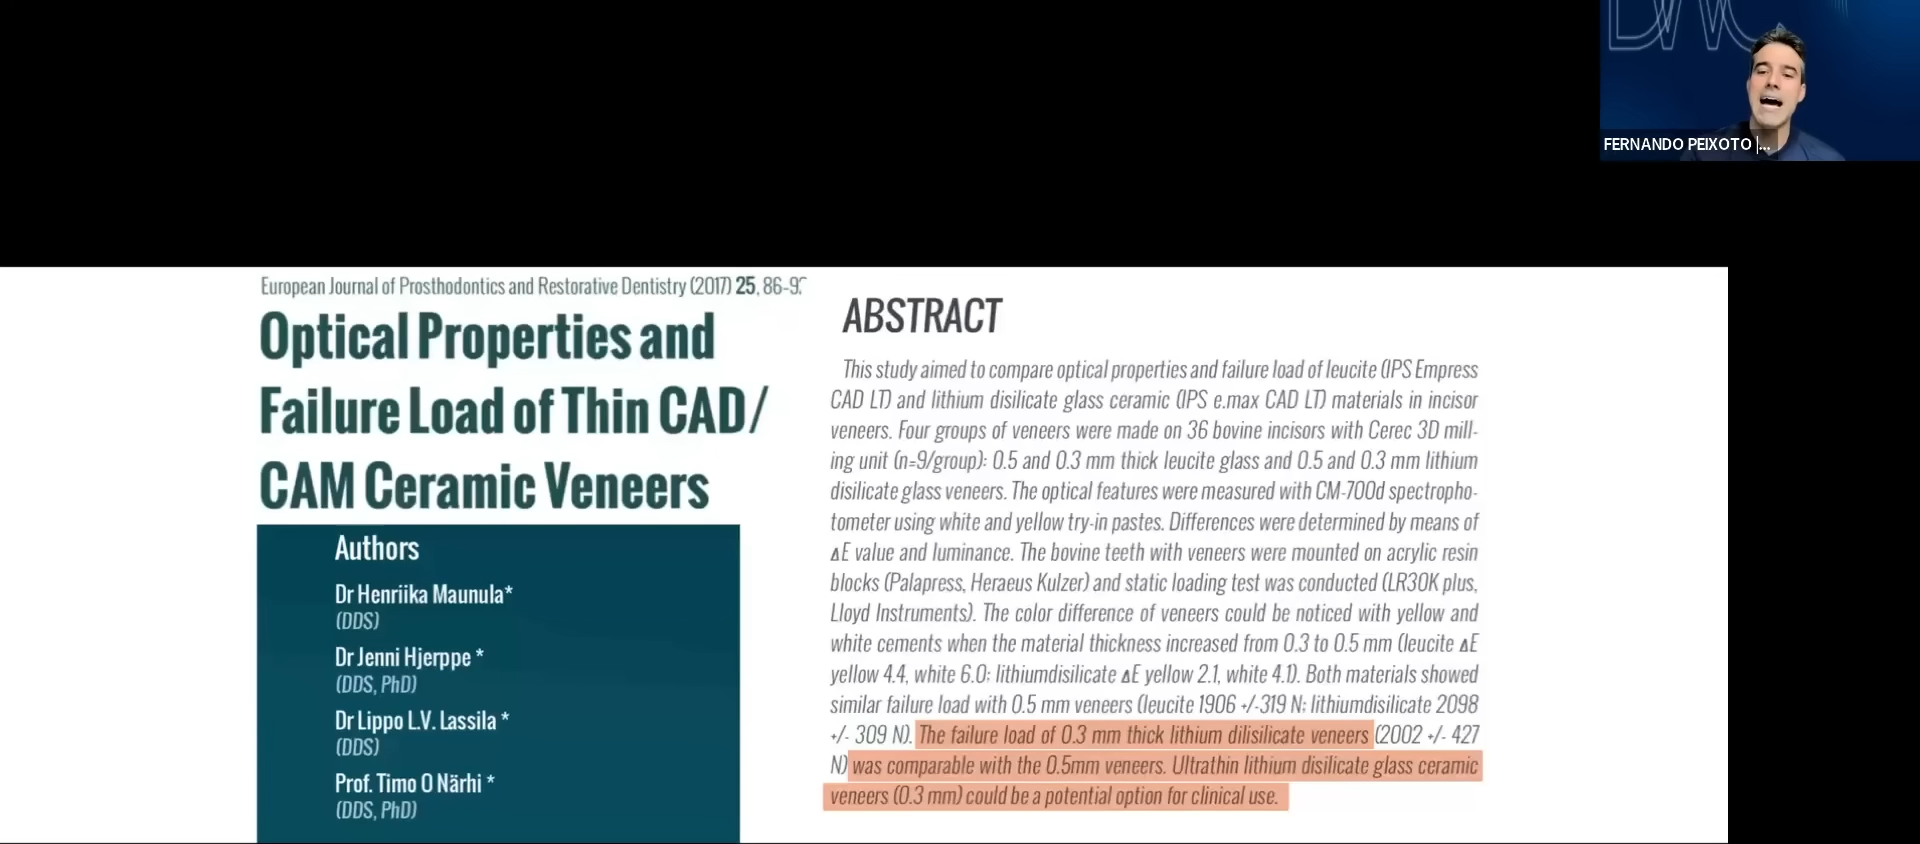 DWC
FERNANDO PEIXOTO |...
European Journal of Prosthodontics and Restorative Dentistry (2017) 25, 86-92
Optical Properties and
Failure Load of Thin CAD/
CAM Ceramic Veneers
Authors
Dr Henriika Maunula*
(DDS)
Dr Jenni Hjerppe *
(DDS, PhD)
Dr Lippo L.V. Lassila *
(DDS)
Prof. Timo O Närhi *
(DDS, PhD)
ABSTRACT
This study aimed to compare optical properties and failure load of leucite (IPS Empress
CAD LT) and lithium disilicate glass ceramic (IPS e.max CAD LT) materials in incisor
veneers. Four groups of veneers were made on 36 bovine incisors with Cerec 3D mill-
ing unit (n=9/group): 0.5 and 0.3 mm thick leucite glass and 0.5 and 0.3 mm lithium
disilicate glass veneers. The optical features were measured with CM-700d spectropho-
tometer using white and yellow try-in pastes. Differences were determined by means of
ΔE value and luminance. The bovine teeth with veneers were mounted on acrylic resin
blocks (Palapress, Heraeus Kulzer) and static loading test was conducted (LR30K plus,
Lloyd Instruments). The color difference of veneers could be noticed with yellow and
white cements when the material thickness increased from 0.3 to 0.5 mm (leucite ΔE
yellow 4.4, white 6.0; lithiumdisilicate ΔE yellow 2.1, white 4.1). Both materials showed
similar failure load with 0.5 mm veneers (leucite 1906 +/-319 N; lithiumdisilicate 2098
+/- 309 N). The failure load of 0.3 mm thick lithium dilisilicate veneers (2002 +/- 427
N) was comparable with the 0.5mm veneers. Ultrathin lithium disilicate glass ceramic
veneers (0.3 mm) could be a potential option for clinical use.